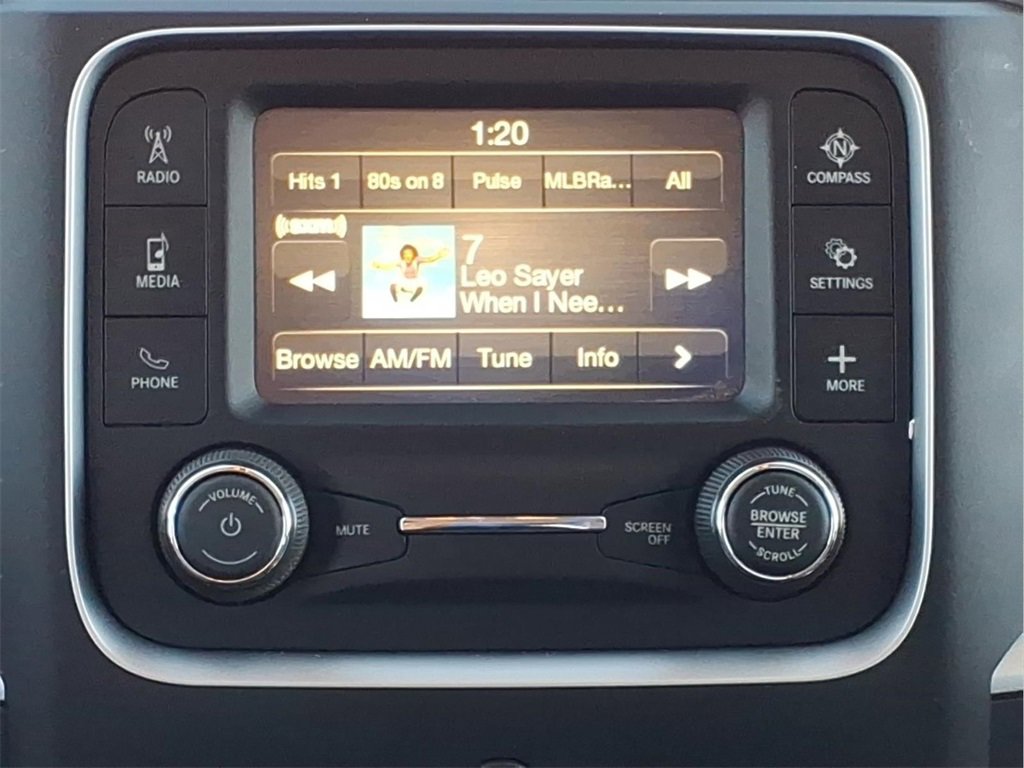 1:20
RADIO
Hits 1 80s on 8 Pulse MLBRa... All
COMPASS
N
((SXM))
7
Leo Sayer
When I Nee...
MEDIA
SETTINGS
Browse AM/FM Tune Info
PHONE
MORE
VOLUME
MUTE
SCREEN
OFF
TUNE
BROWSE
ENTER
SCROLL